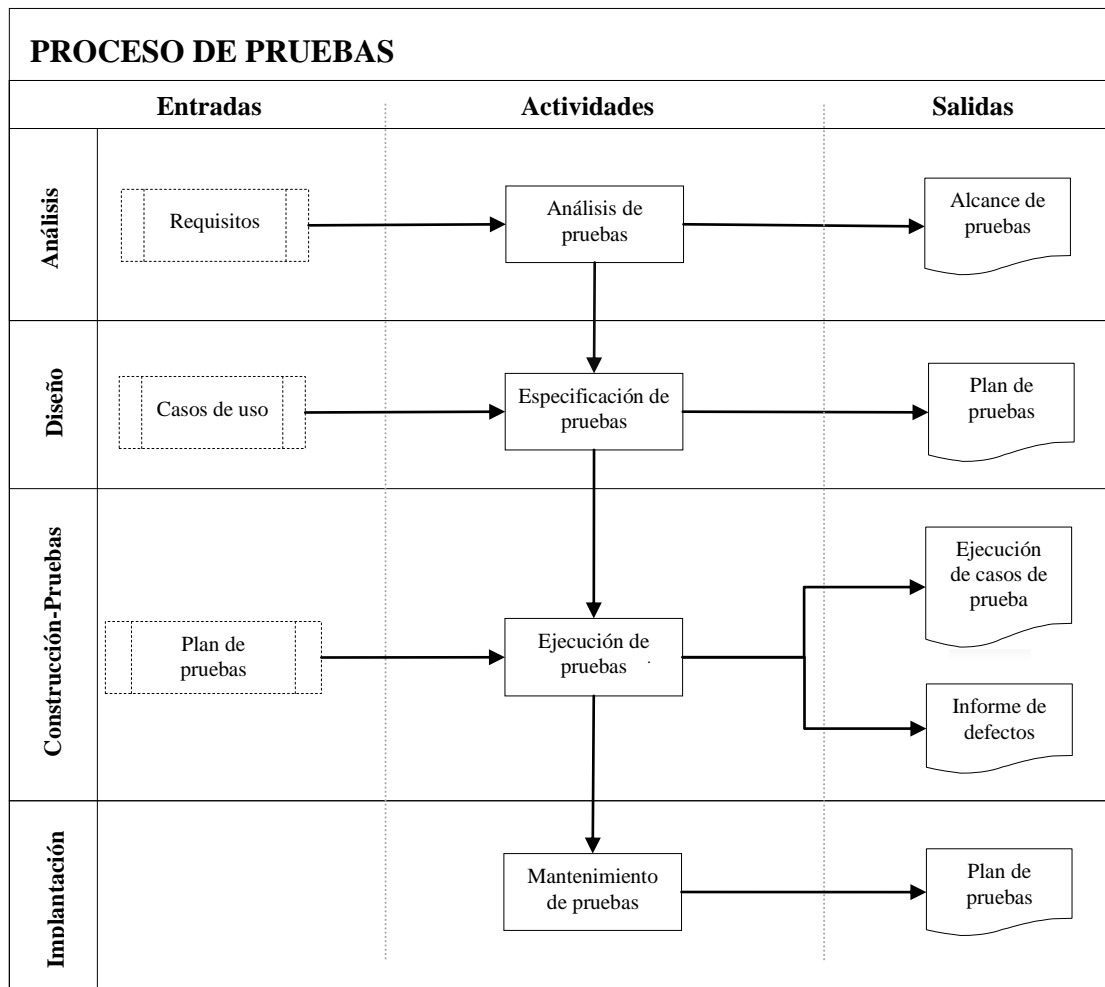 PROCESO DE PRUEBAS
Entradas
Actividades
Salidas
Análisis
Requisitos
Análisis de
pruebas
Alcance de
pruebas
Diseño
Casos de uso
Especificación de
pruebas
Plan de
pruebas
Construcción-Pruebas
Plan de
pruebas
Ejecución de
pruebas
Ejecución
de casos de
prueba
Informe de
defectos
Implantación
Mantenimiento
de pruebas
Plan de
pruebas